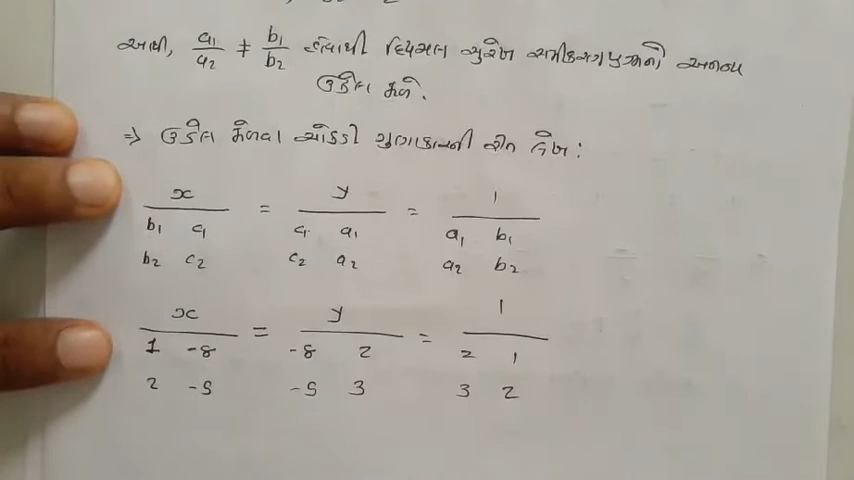 આથી, a₁/a₂ ≠ b₁/b₂ હોવાથી દ્વિચલ સુરેખ સમીકરણયુગ્મનો અનન્ય
ઉકેલ મળે.
⇒ ઉકેલ મેળવવા ચોકડી ગુણાકારની રીત
x/(b₁ c₁ b₂ c₂) = y/(c₁ a₁ c₂ a₂) = 1/(a₁ b₁ a₂ b₂)
x/(1 -8 2 -5) = y/(-8 2 -5 3) = 1/(2 1 3 2)